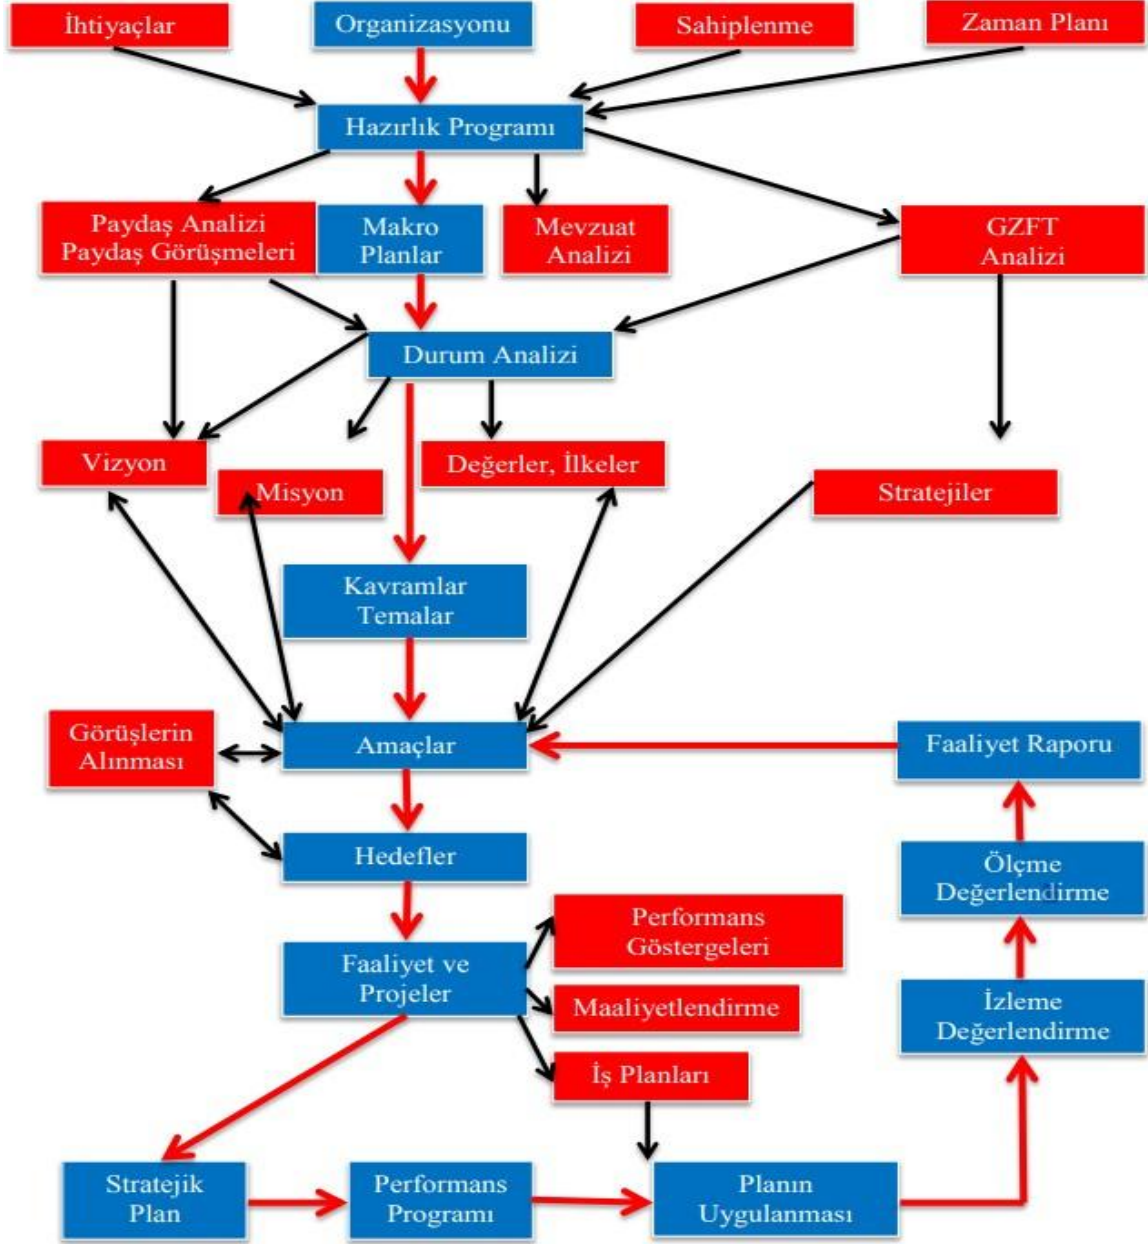 İhtiyaçlar
Organizasyonu
Sahiplenme
Zaman Planı
Hazırlık Programı
Paydaş Analizi
Paydaş Görüşmeleri
Makro
Planlar
Mevzuat
Analizi
GZFT
Analizi
Durum Analizi
Vizyon
Misyon
Değerler, İlkeler
Stratejiler
Kavramlar
Temalar
Görüşlerin
Alınması
Amaçlar
Faaliyet Raporu
Hedefler
Ölçme
Değerlendirme
Performans
Göstergeleri
Faaliyet ve
Projeler
Maaliyetlendirme
İzleme
Değerlendirme
İş Planları
Stratejik
Plan
Performans
Programı
Planın
Uygulanması